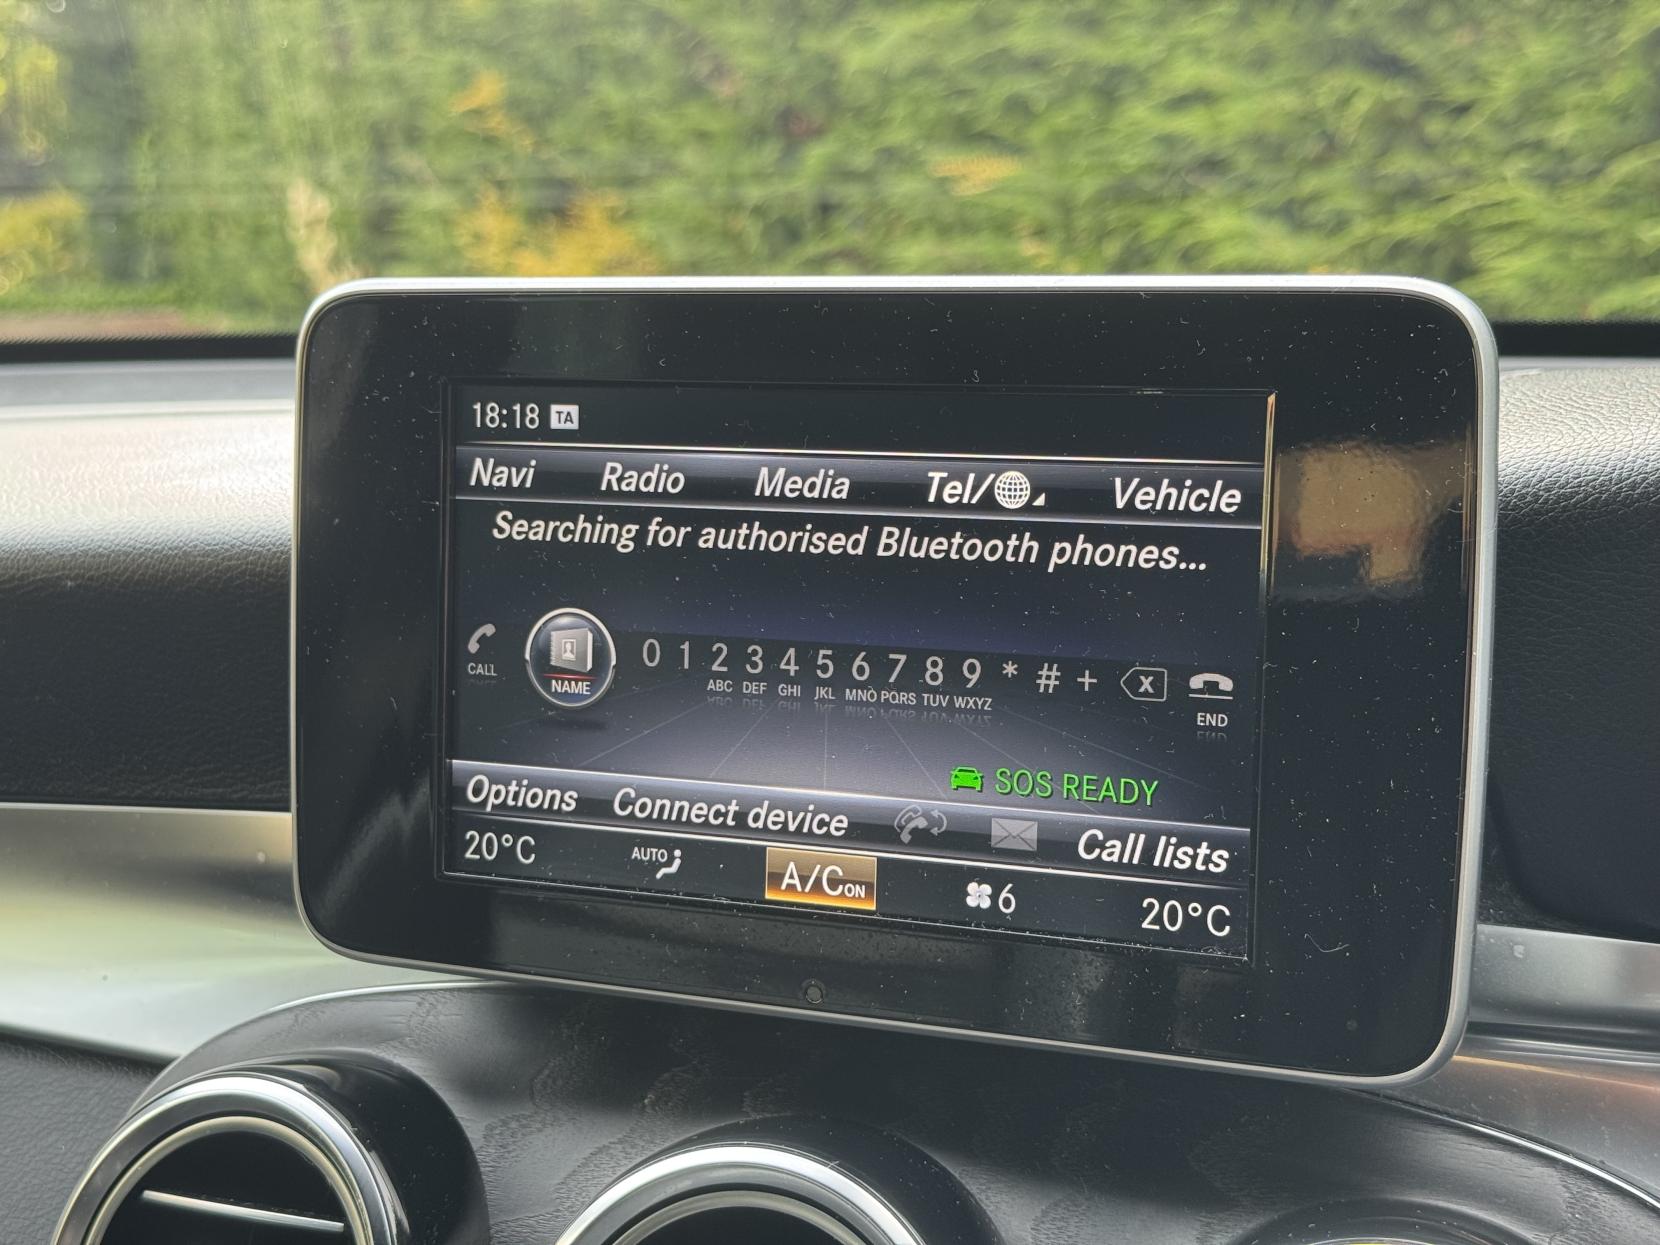 18:18 TA
Navi Radio Media Tel/ Vehicle
Searching for authorised Bluetooth phones...
CALL NAME 0 1 2 3 4 5 6 7 8 9 * # + X END
ABC DEF GHI JKL MNO PQRS TUV WXYZ
SOS READY
Options Connect device Call lists
20°C AUTO A/C ON 6 20°C